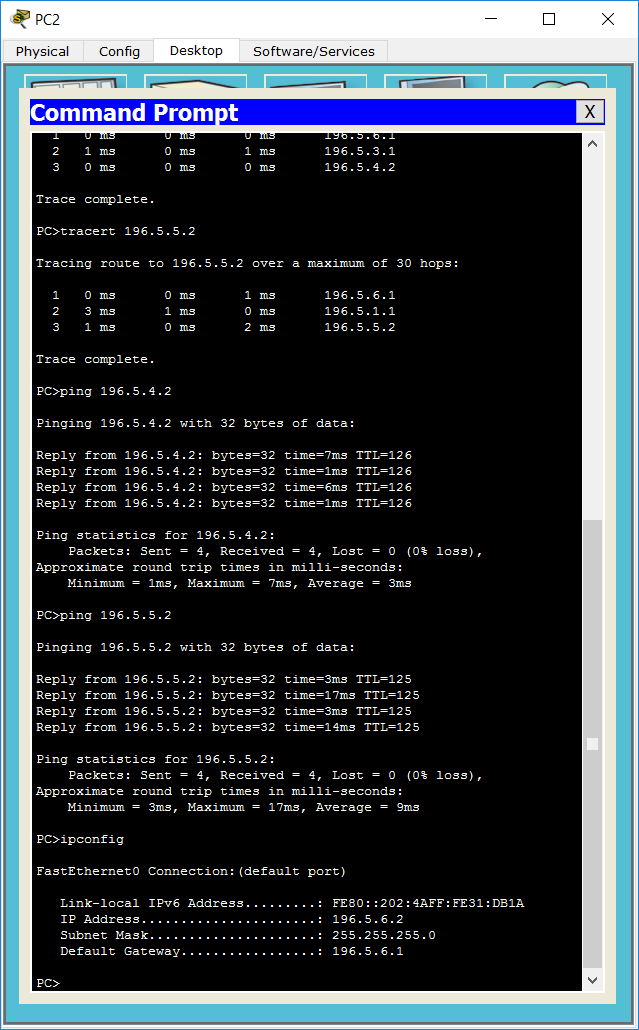 PC2
Physical Config Desktop Software/Services
Command Prompt X
1 0 ms 0 ms 0 ms 196.5.6.1
2 1 ms 0 ms 1 ms 196.5.3.1
3 0 ms 0 ms 0 ms 196.5.4.2
Trace complete.
PC>tracert 196.5.5.2
Tracing route to 196.5.5.2 over a maximum of 30 hops:
1 0 ms 0 ms 1 ms 196.5.6.1
2 3 ms 1 ms 0 ms 196.5.1.1
3 1 ms 0 ms 2 ms 196.5.5.2
Trace complete.
PC>ping 196.5.4.2
Pinging 196.5.4.2 with 32 bytes of data:
Reply from 196.5.4.2: bytes=32 time=7ms TTL=126
Reply from 196.5.4.2: bytes=32 time=1ms TTL=126
Reply from 196.5.4.2: bytes=32 time=6ms TTL=126
Reply from 196.5.4.2: bytes=32 time=1ms TTL=126
Ping statistics for 196.5.4.2:
Packets: Sent = 4, Received = 4, Lost = 0 (0% loss),
Approximate round trip times in milli-seconds:
Minimum = 1ms, Maximum = 7ms, Average = 3ms
PC>ping 196.5.5.2
Pinging 196.5.5.2 with 32 bytes of data:
Reply from 196.5.5.2: bytes=32 time=3ms TTL=125
Reply from 196.5.5.2: bytes=32 time=17ms TTL=125
Reply from 196.5.5.2: bytes=32 time=3ms TTL=125
Reply from 196.5.5.2: bytes=32 time=14ms TTL=125
Ping statistics for 196.5.5.2:
Packets: Sent = 4, Received = 4, Lost = 0 (0% loss),
Approximate round trip times in milli-seconds:
Minimum = 3ms, Maximum = 17ms, Average = 9ms
PC>ipconfig
FastEthernet0 Connection:(default port)
Link-local IPv6 Address.........: FE80::202:4AFF:FE31:DB1A
IP Address......................: 196.5.6.2
Subnet Mask.....................: 255.255.255.0
Default Gateway.................: 196.5.6.1
PC>